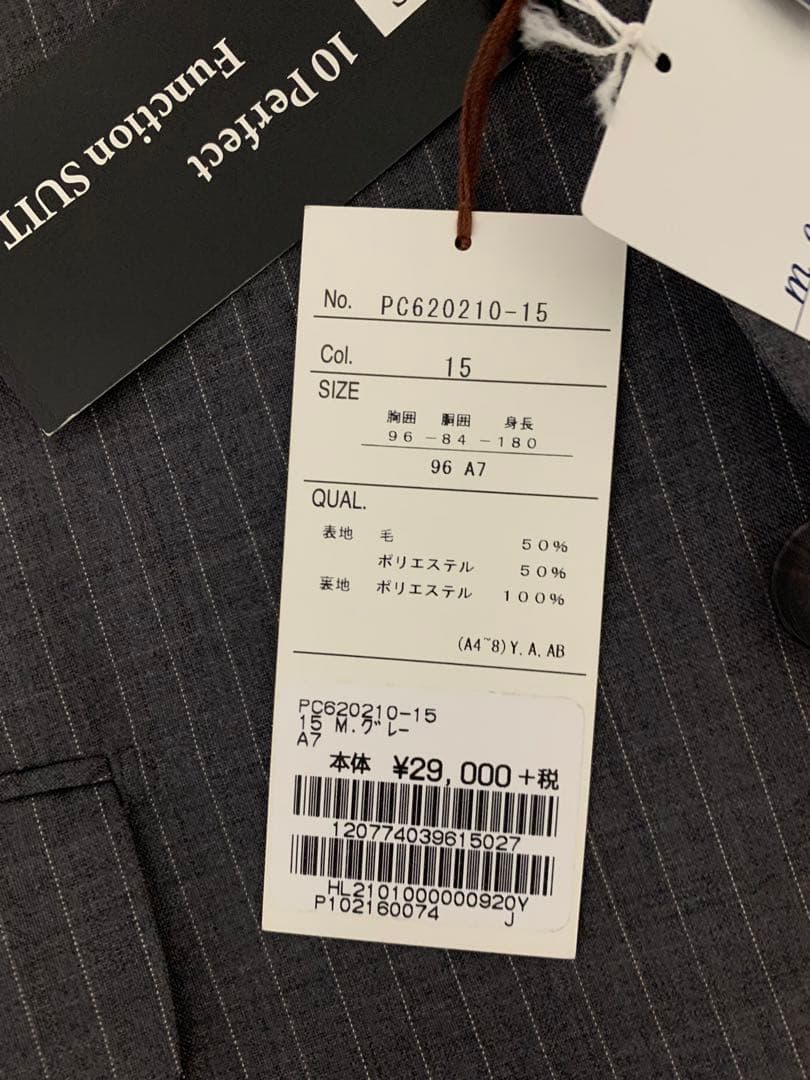 10 Perfect
Function SUIT
No. PC620210-15
Col. 15
SIZE
胸囲 胴囲 身長
96 -84 -180
96 A7
QUAL.
表地 毛 50%
ポリエステル 50%
裏地 ポリエステル 100%
(A4~8)Y.A.AB
PC620210-15
15 M.グレー
A7
本体 ¥29,000+税
120774039615027
HL2101000000920Y
P102160074 J